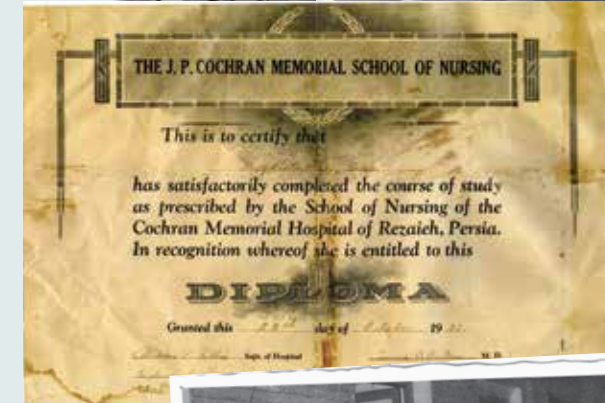 THE J. P. COCHRAN MEMORIAL SCHOOL OF NURSING
This is to certify that
has satisfactorily completed the course of study
as prescribed by the School of Nursing of the
Cochran Memorial Hospital of Rezaieh, Persia.
In recognition whereof she is entitled to this
DIPLOMA
Granted this day of 19
Supt. of Hospital M. D.